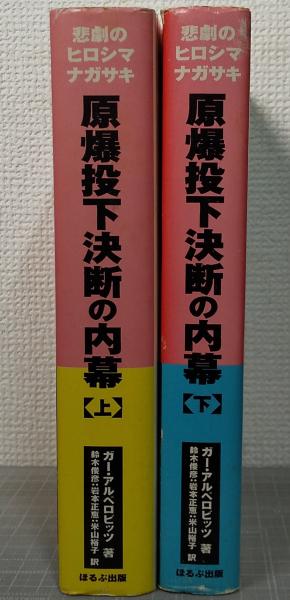 悲劇の
ヒロシマ
ナガサキ
原爆投下決断の内幕
【上】
ガー・アルペロビッツ 著
鈴木俊彦:岩本正恵:米山裕子 訳
ほるぷ出版
悲劇の
ヒロシマ
ナガサキ
原爆投下決断の内幕
【下】
ガー・アルペロビッツ 著
鈴木俊彦:岩本正恵:米山裕子 訳
ほるぷ出版